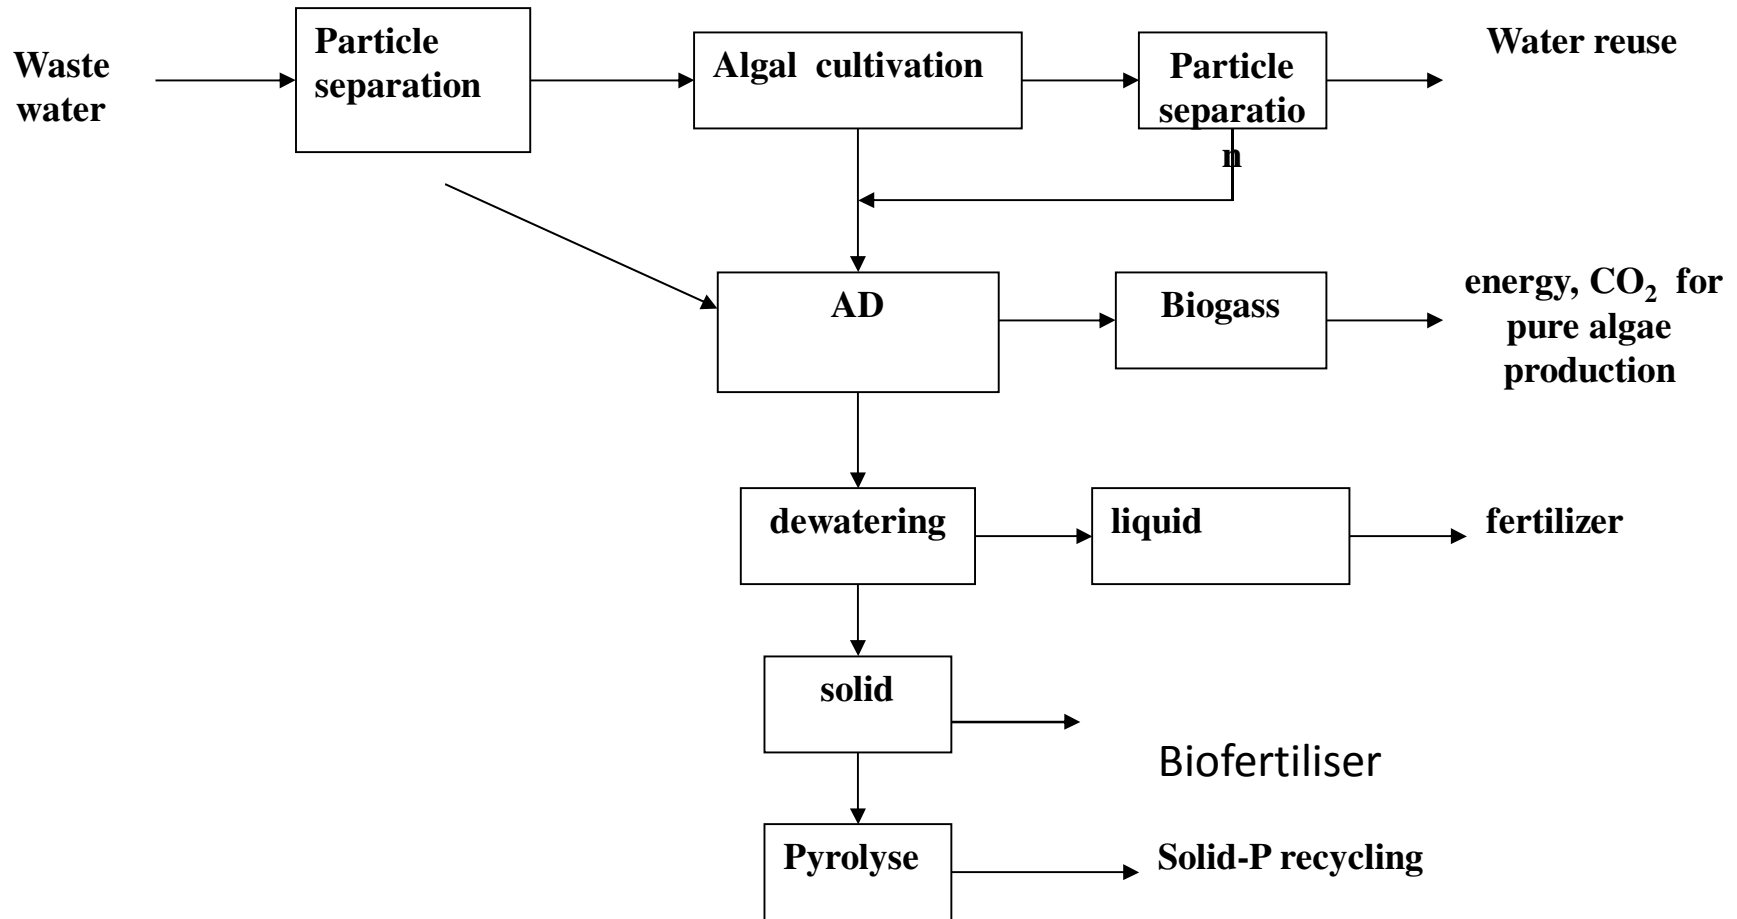 Waste
water
Particle
separation
Algal cultivation
Particle
separatio
n
Water reuse
AD
Biogass
energy, CO₂ for
pure algae
production
dewatering
liquid
fertilizer
solid
Biofertiliser
Pyrolyse
Solid-P recycling